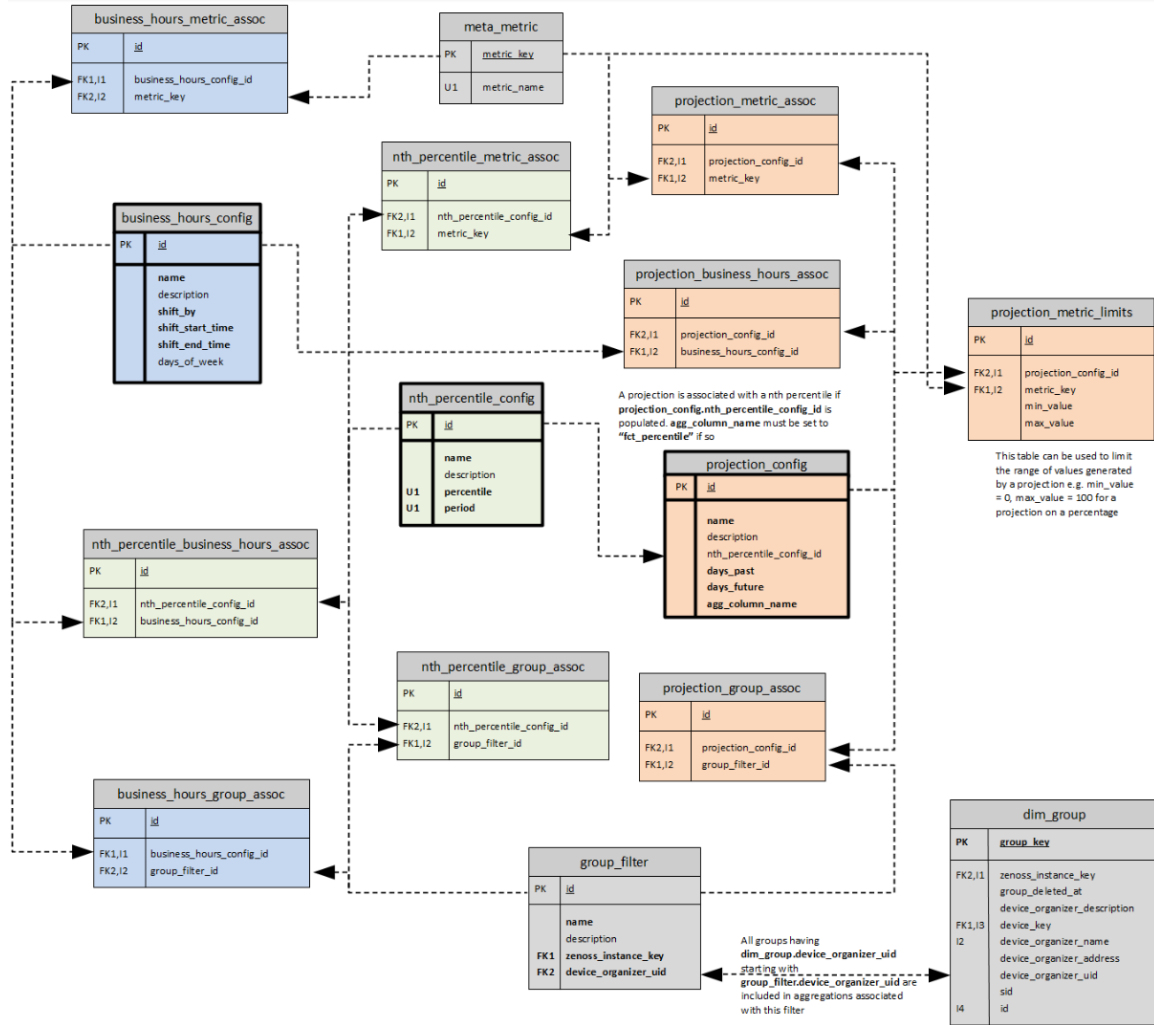 business_hours_metric_assoc
PK id
FK1,I1 business_hours_config_id
FK2,I2 metric_key
meta_metric
PK metric_key
U1 metric_name
projection_metric_assoc
PK id
FK2,I1 projection_config_id
FK1,I2 metric_key
nth_percentile_metric_assoc
PK id
FK2,I1 nth_percentile_config_id
FK1,I2 metric_key
business_hours_config
PK id
name
description
shift_by
shift_start_time
shift_end_time
days_of_week
projection_business_hours_assoc
PK id
FK2,I1 projection_config_id
FK1,I2 business_hours_config_id
projection_metric_limits
PK id
FK2,I1 projection_config_id
FK1,I2 metric_key
min_value
max_value
This table can be used to limit
the range of values generated
by a projection e.g. min_value
= 0, max_value = 100 for a
projection on a percentage
A projection is associated with a nth percentile if
projection_config.nth_percentile_config_id is
populated. agg_column_name must be set to
“fct_percentile” if so
nth_percentile_config
PK id
name
description
U1 percentile
U1 period
projection_config
PK id
name
description
nth_percentile_config_id
days_past
days_future
agg_column_name
nth_percentile_business_hours_assoc
PK id
FK2,I1 nth_percentile_config_id
FK1,I2 business_hours_config_id
nth_percentile_group_assoc
PK id
FK2,I1 nth_percentile_config_id
FK1,I2 group_filter_id
projection_group_assoc
PK id
FK2,I1 projection_config_id
FK1,I2 group_filter_id
business_hours_group_assoc
PK id
FK1,I1 business_hours_config_id
FK2,I2 group_filter_id
group_filter
PK id
name
description
FK1 zenoss_instance_key
FK2 device_organizer_uid
All groups having
dim_group.device_organizer_uid
starting with
group_filter.device_organizer_uid are
included in aggregations associated
with this filter
dim_group
PK group_key
FK2,I1 zenoss_instance_key
group_deleted_at
device_organizer_description
FK1,I3 device_key
I2 device_organizer_name
device_organizer_address
device_organizer_uid
sid
I4 id